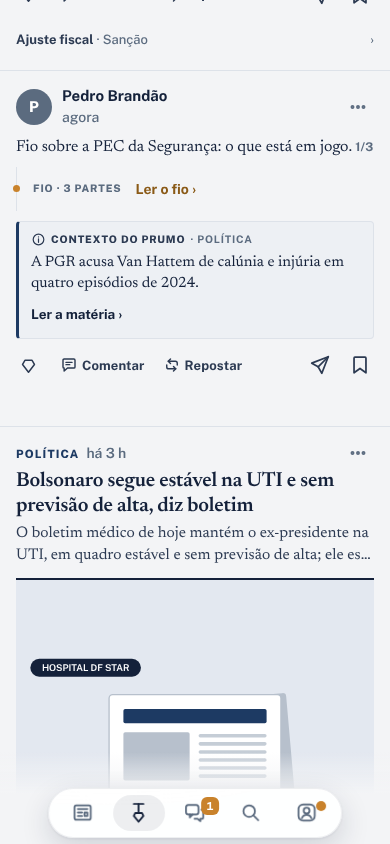 Ajuste fiscal · Sanção ›
P
Pedro Brandão
agora
Fio sobre a PEC da Segurança: o que está em jogo. 1/3
FIO · 3 PARTES Ler o fio ›
CONTEXTO DO PRUMO · POLÍTICA
A PGR acusa Van Hattem de calúnia e injúria em
quatro episódios de 2024.
Ler a matéria ›
Comentar Repostar
POLÍTICA há 3 h
Bolsonaro segue estável na UTI e sem
previsão de alta, diz boletim
O boletim médico de hoje mantém o ex-presidente na
UTI, em quadro estável e sem previsão de alta; ele es...
HOSPITAL DF STAR
1